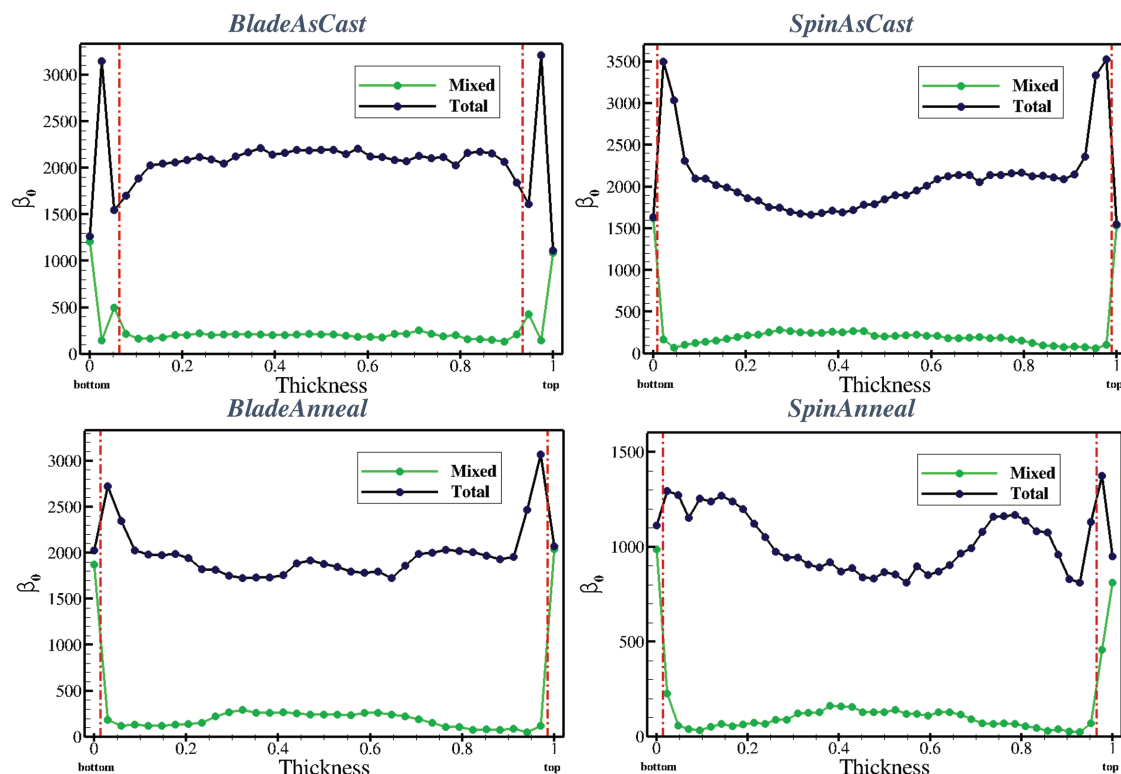 BladeAsCast
SpinAsCast
3000
2500
2000
1500
1000
500
0
β₀
Mixed
Total
0
0.2
0.4
0.6
0.8
1
bottom
Thickness
top
3500
3000
2500
2000
1500
1000
500
0
β₀
Mixed
Total
0
0.2
0.4
0.6
0.8
1
bottom
Thickness
top
BladeAnneal
SpinAnneal
3000
2500
2000
1500
1000
500
0
β₀
Mixed
Total
0
0.2
0.4
0.6
0.8
1
bottom
Thickness
top
1500
1000
500
0
β₀
Mixed
Total
0
0.2
0.4
0.6
0.8
1
bottom
Thickness
top